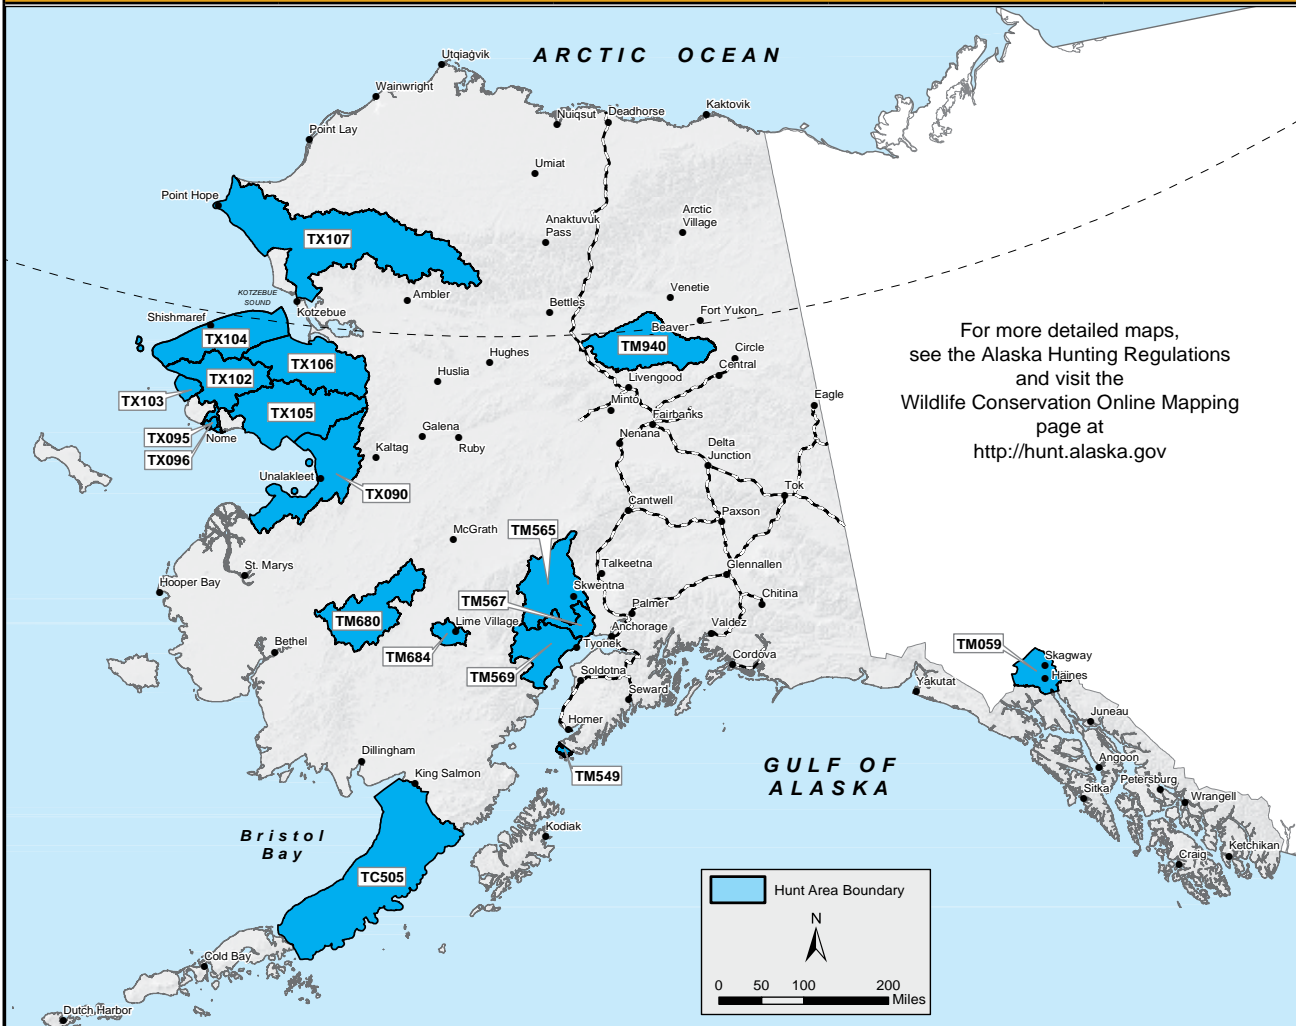 ARCTIC OCEAN
Utqiaġvik
Wainwright
Kaktovik
Nuiqsut
Deadhorse
Point Lay
Umiat
Point Hope
Arctic
Village
Anaktuvuk
Pass
TX107
KOTZEBUE
SOUND
Ambler
Venetie
Kotzebue
Bettles
Fort Yukon
Shishmaref
Beaver
TX104
TM940
Circle
TX106
Hughes
Central
TX102
Huslia
Livengood
TX103
Minto
Eagle
TX105
Fairbanks
TX095
Nome
Galena
Nenana
TX096
Kaltag
Ruby
Delta
Junction
Unalakleet
TX090
Tok
Cantwell
Paxson
McGrath
TM565
St. Marys
Talkeetna
Glennallen
Hooper Bay
Skwentna
Chitina
TM567
Palmer
TM680
Lime Village
Anchorage
Valdez
Bethel
TM684
Tyonek
TM569
Soldotna
Cordova
TM059
Skagway
Haines
Seward
Yakutat
Homer
Juneau
Dillingham
King Salmon
TM549
GULF OF
ALASKA
Angoon
Petersburg
Sitka
Wrangell
Bristol
Bay
Kodiak
Craig
Ketchikan
TC505
Cold Bay
Dutch Harbor
For more detailed maps,
see the Alaska Hunting Regulations
and visit the
Wildlife Conservation Online Mapping
page at
http://hunt.alaska.gov
Hunt Area Boundary
N
0 50 100 200
Miles